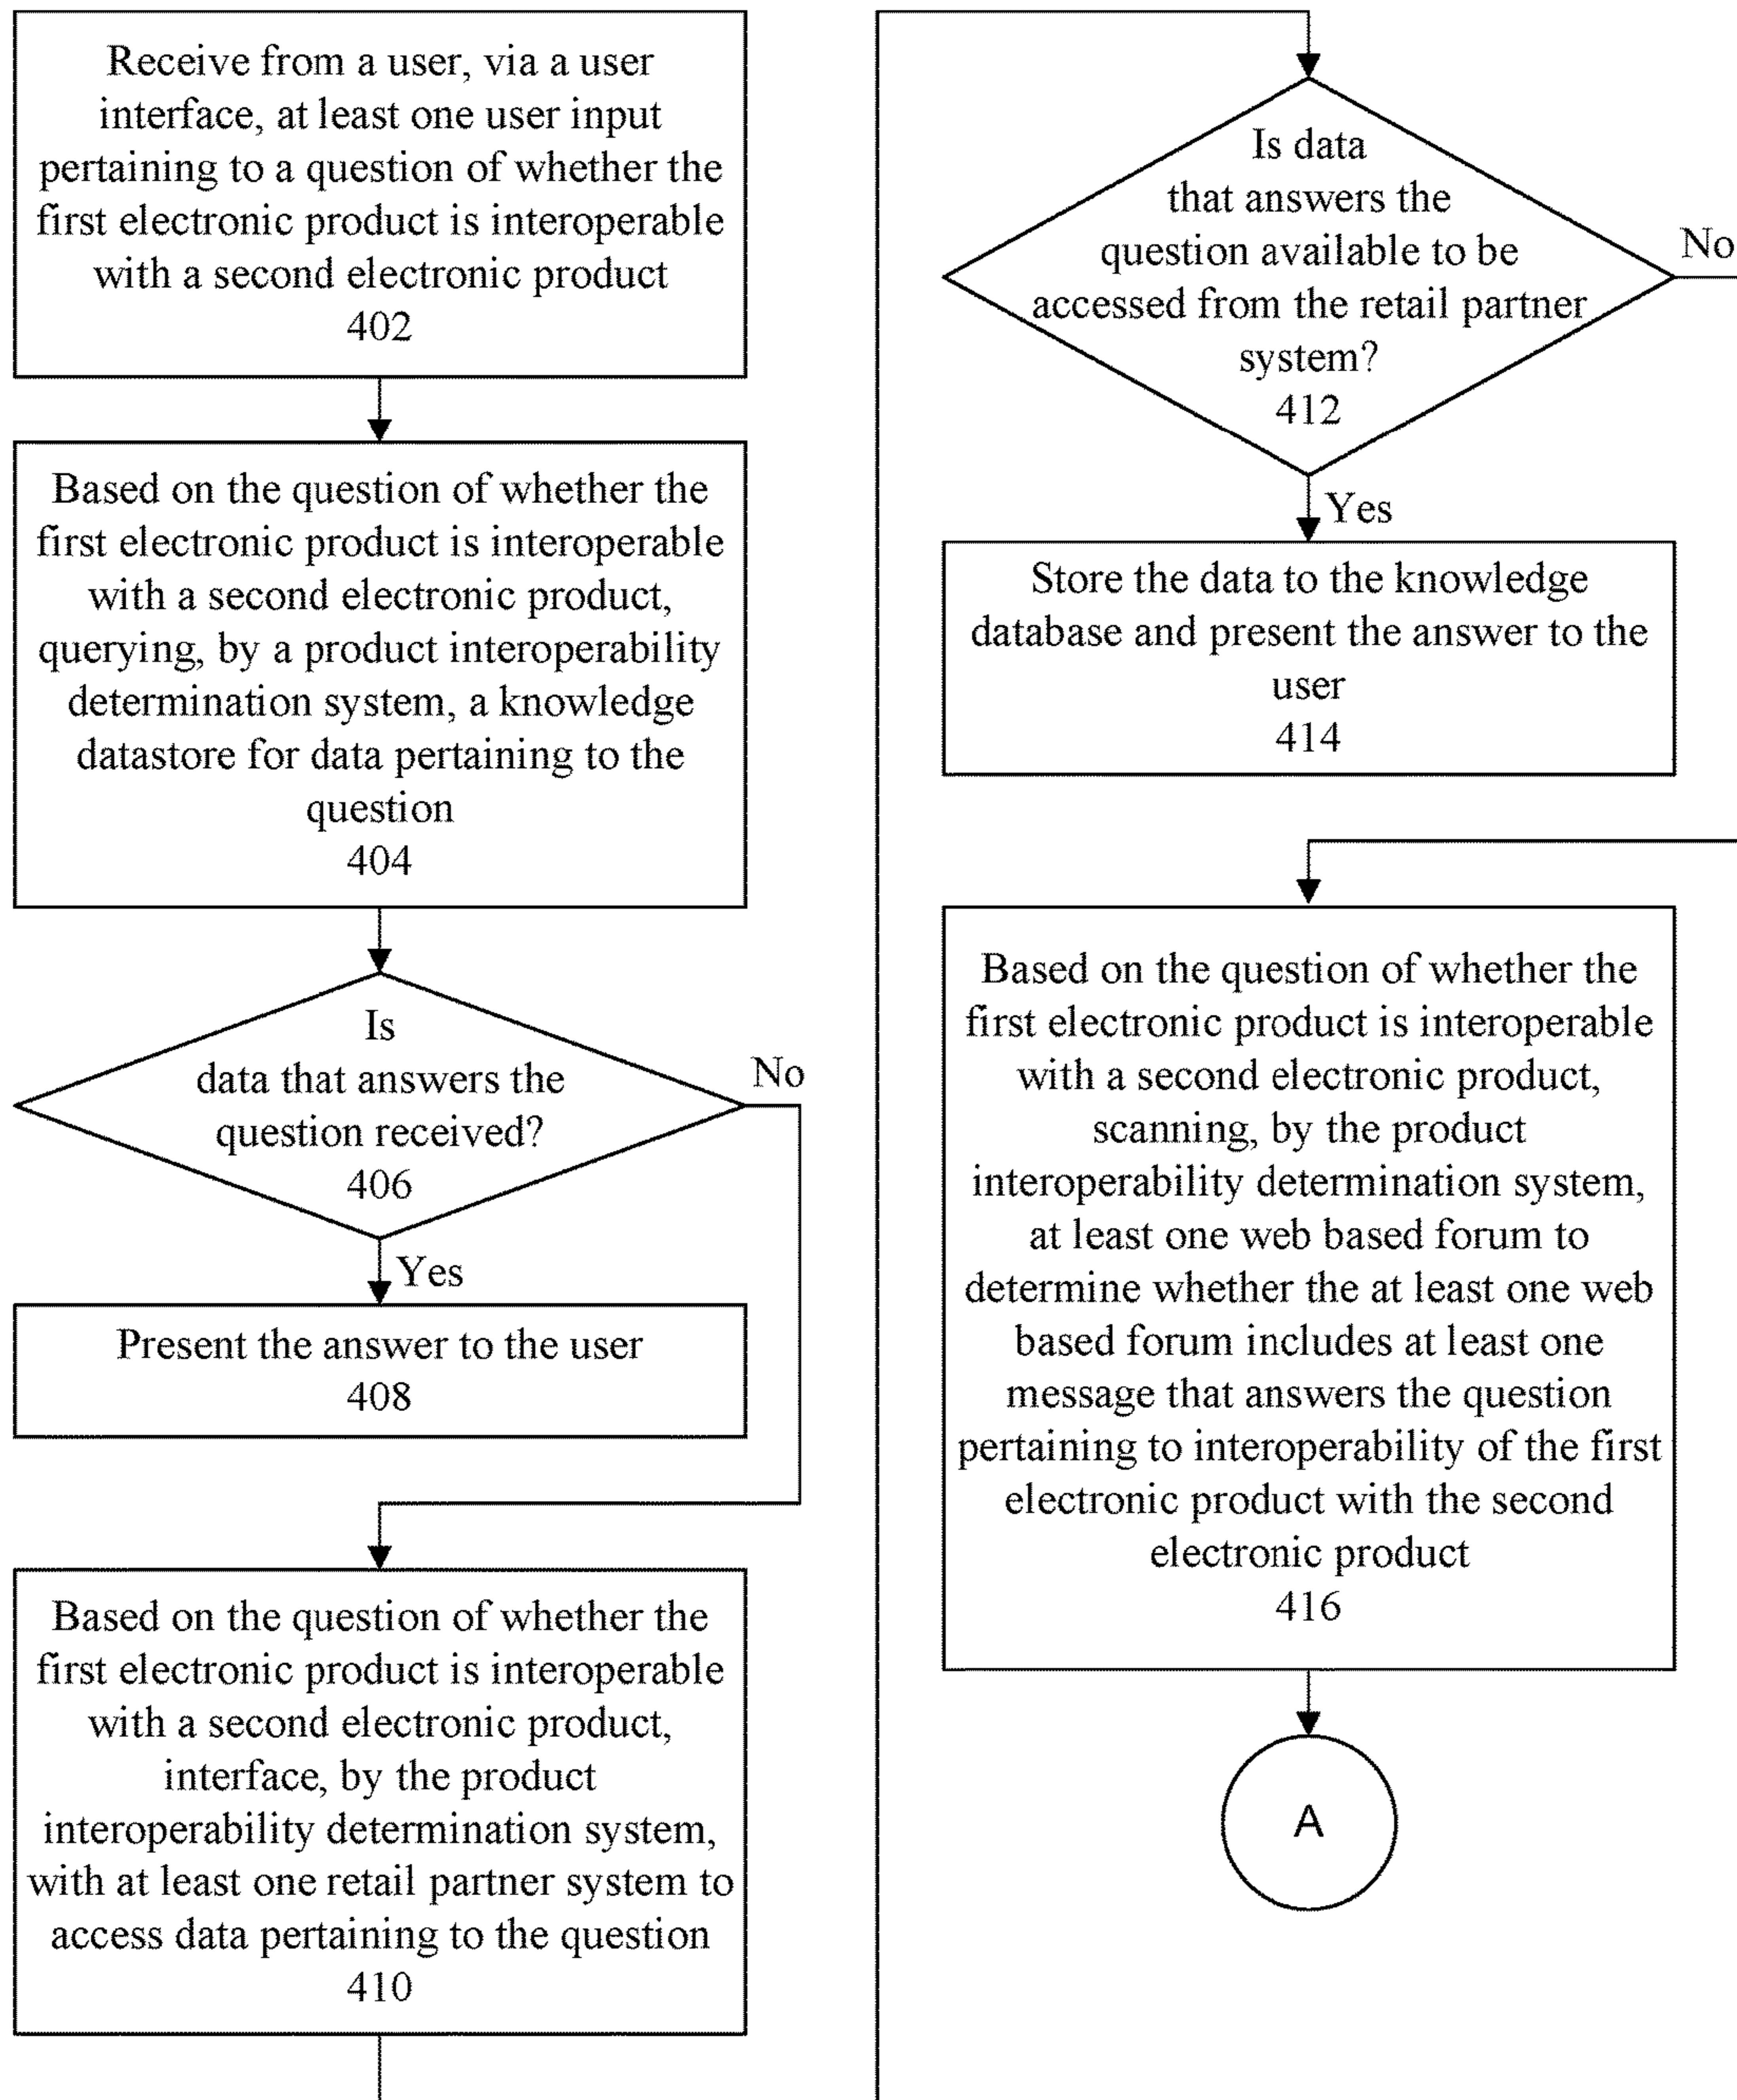 Receive from a user, via a user
interface, at least one user input
pertaining to a question of whether the
first electronic product is interoperable
with a second electronic product
402
Based on the question of whether the
first electronic product is interoperable
with a second electronic product,
querying, by a product interoperability
determination system, a knowledge
datastore for data pertaining to the
question
404
Is
data that answers the
question received?
406
No
Yes
Present the answer to the user
408
Based on the question of whether the
first electronic product is interoperable
with a second electronic product,
interface, by the product
interoperability determination system,
with at least one retail partner system to
access data pertaining to the question
410
Is data
that answers the
question available to be
accessed from the retail partner
system?
412
No
Yes
Store the data to the knowledge
database and present the answer to the
user
414
Based on the question of whether the
first electronic product is interoperable
with a second electronic product,
scanning, by the product
interoperability determination system,
at least one web based forum to
determine whether the at least one web
based forum includes at least one
message that answers the question
pertaining to interoperability of the first
electronic product with the second
electronic product
416
A